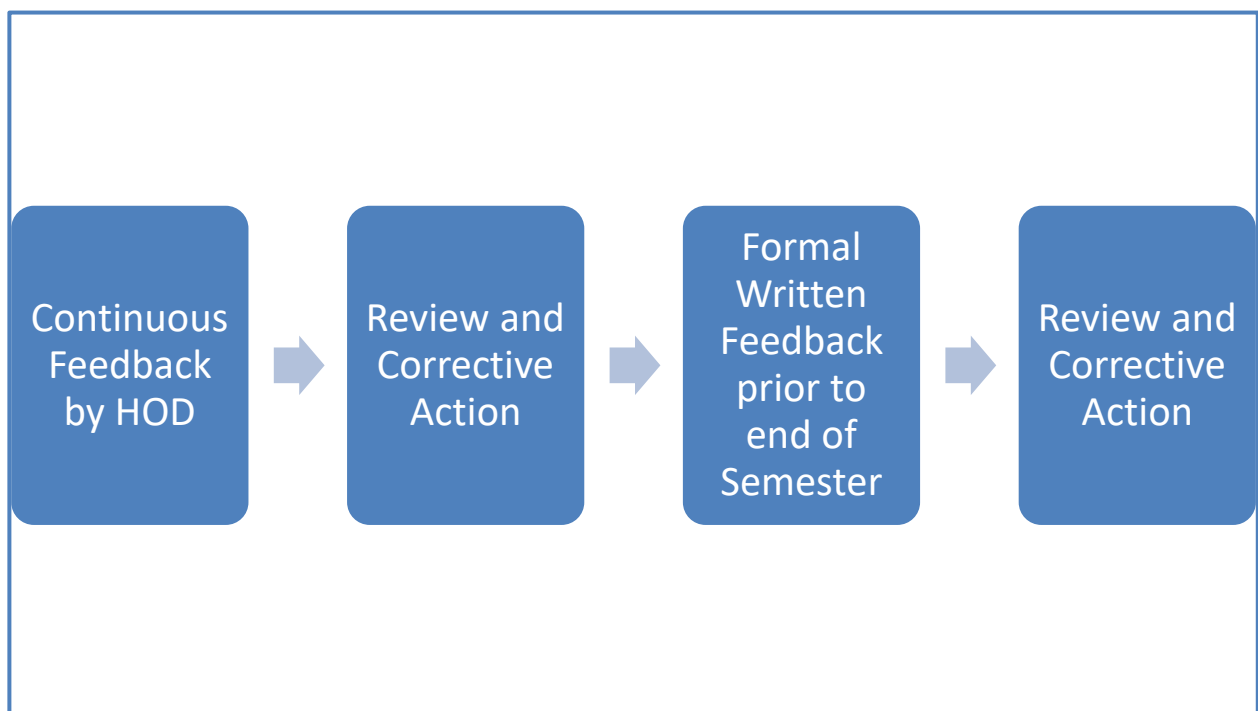 Continuous
Feedback
by HOD
Review and
Corrective
Action
Formal
Written
Feedback
prior to
end of
Semester
Review and
Corrective
Action